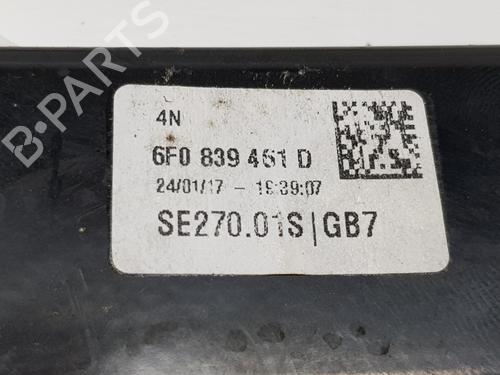 B-PARTS
4N
6F0 839 461 D
24/01/17 - 19:39:07
SE270.01S|GB7